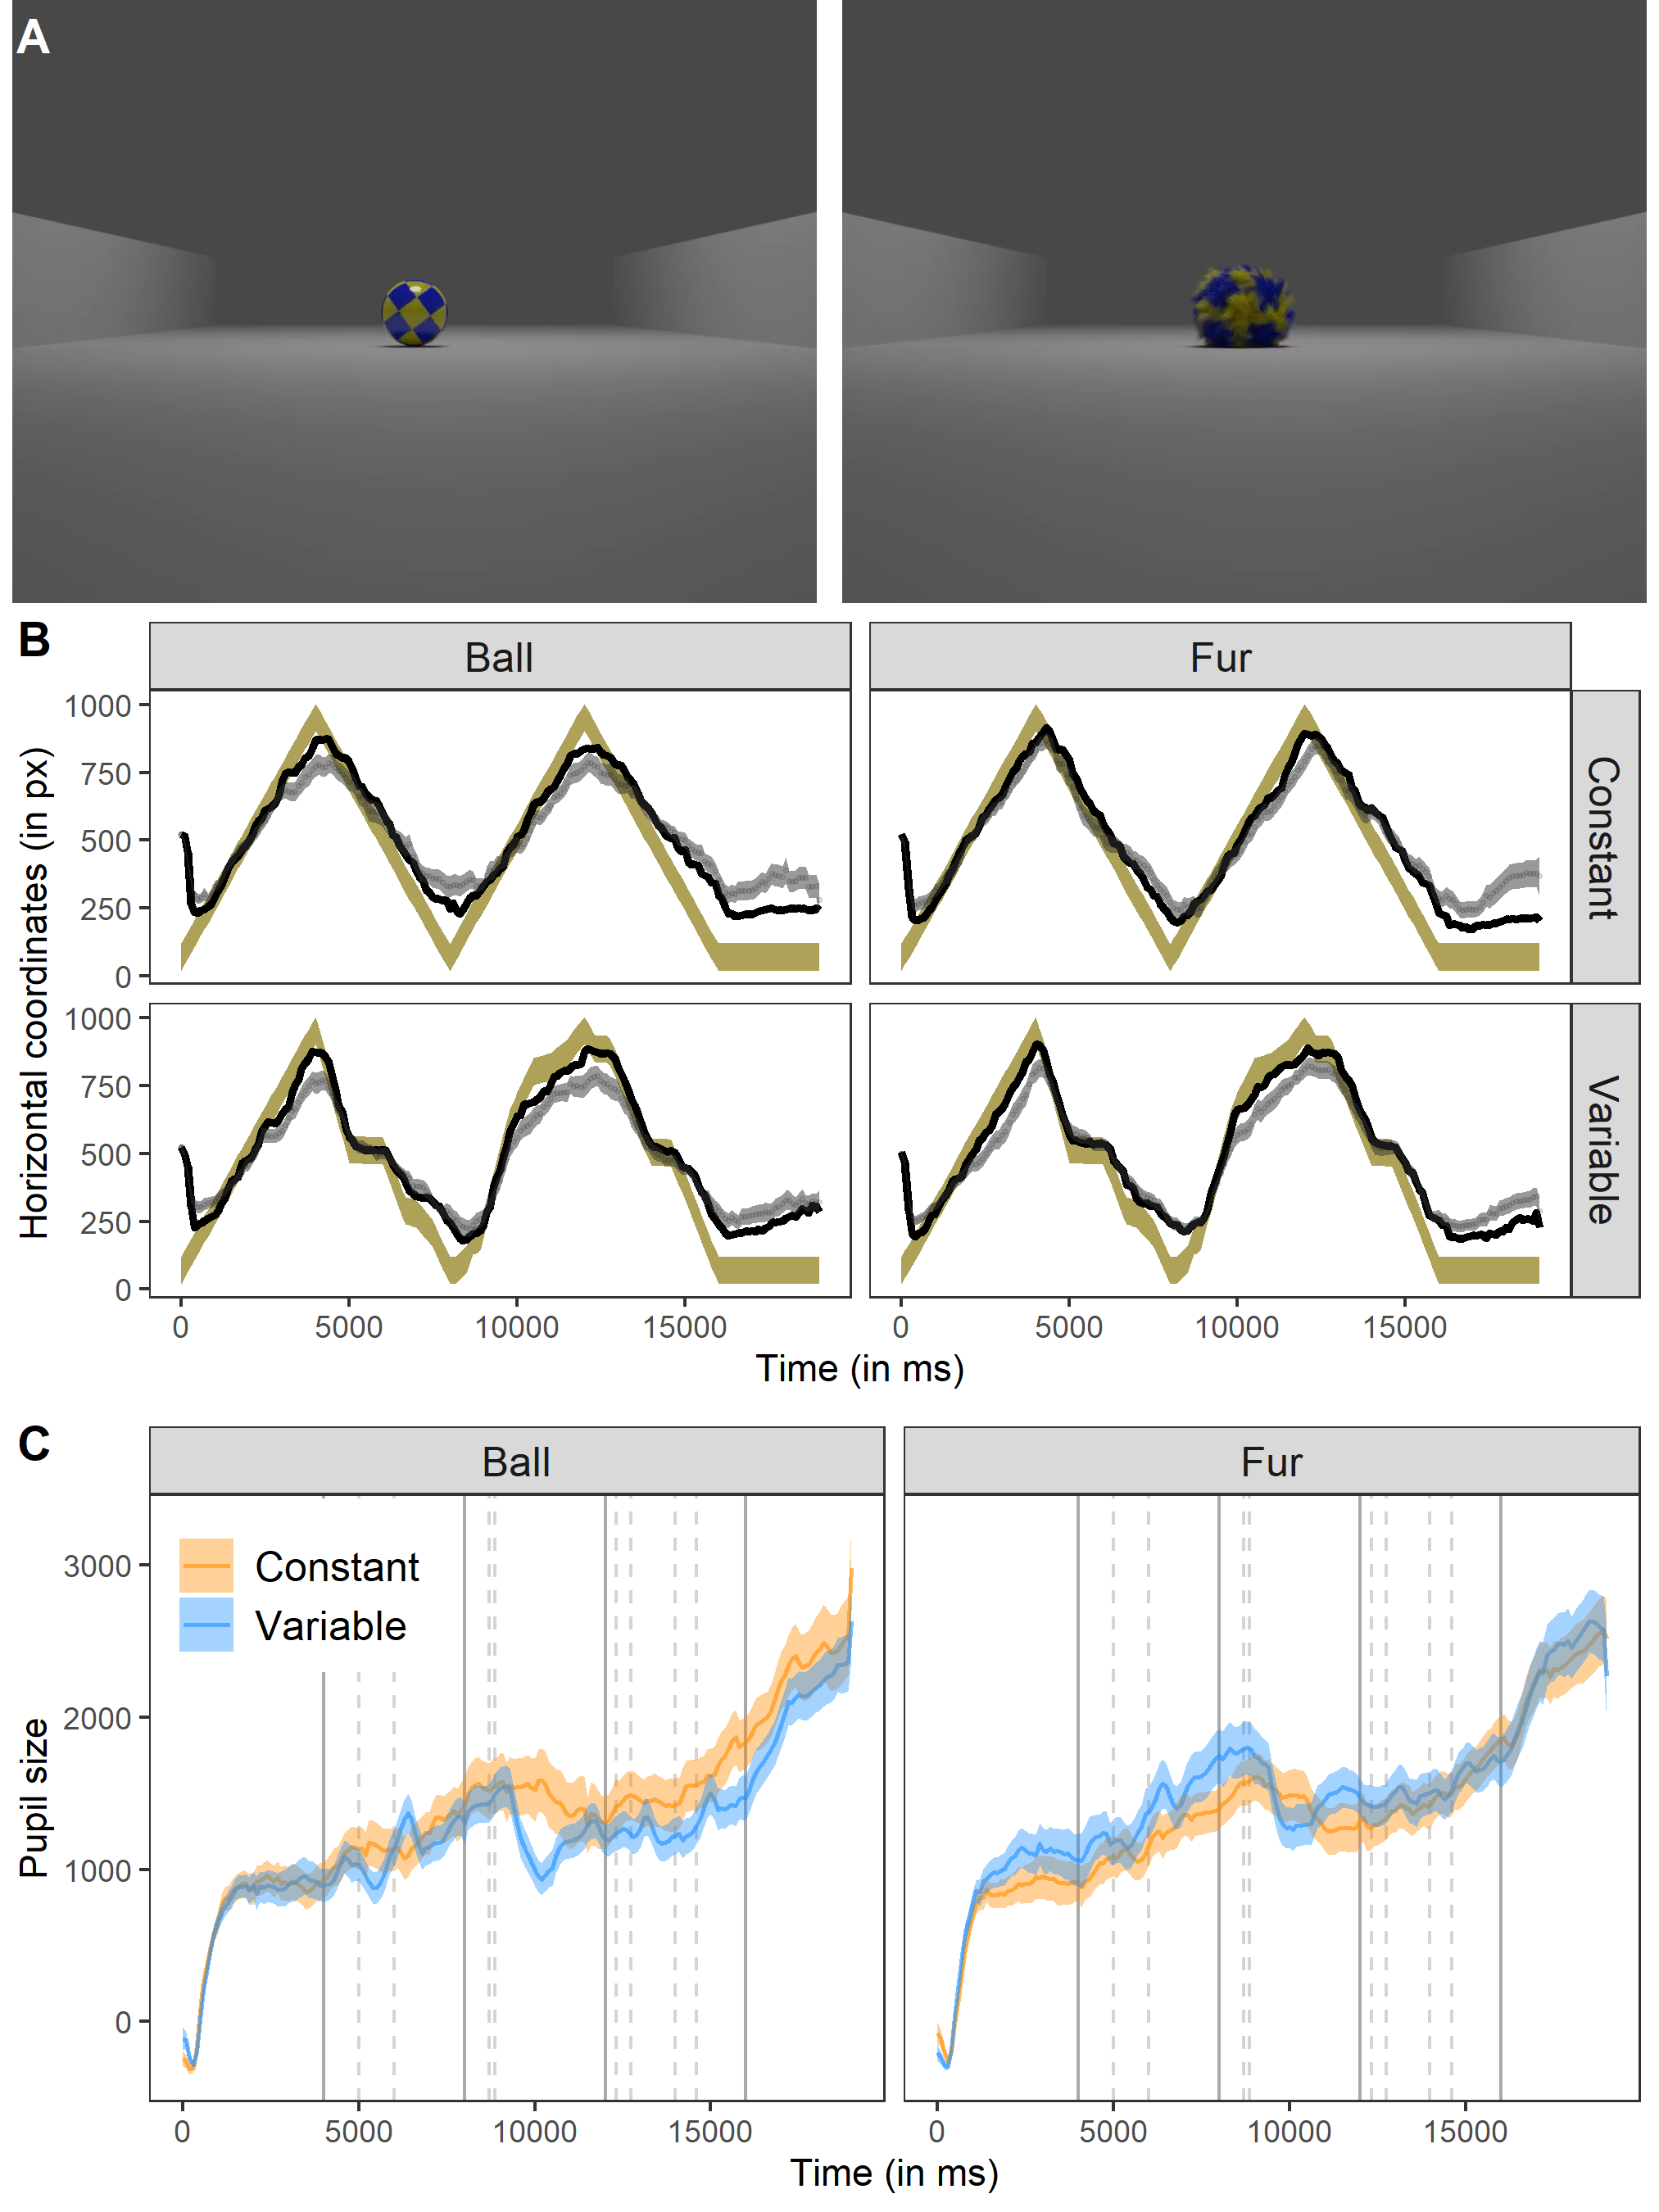 A
B
Ball
Fur
Horizontal coordinates (in px)
1000
750
500
250
0
Constant
1000
750
500
250
0
Variable
0 5000 10000 15000
0 5000 10000 15000
Time (in ms)
C
Ball
Fur
Pupil size
3000
2000
1000
0
Constant
Variable
0 5000 10000 15000
0 5000 10000 15000
Time (in ms)